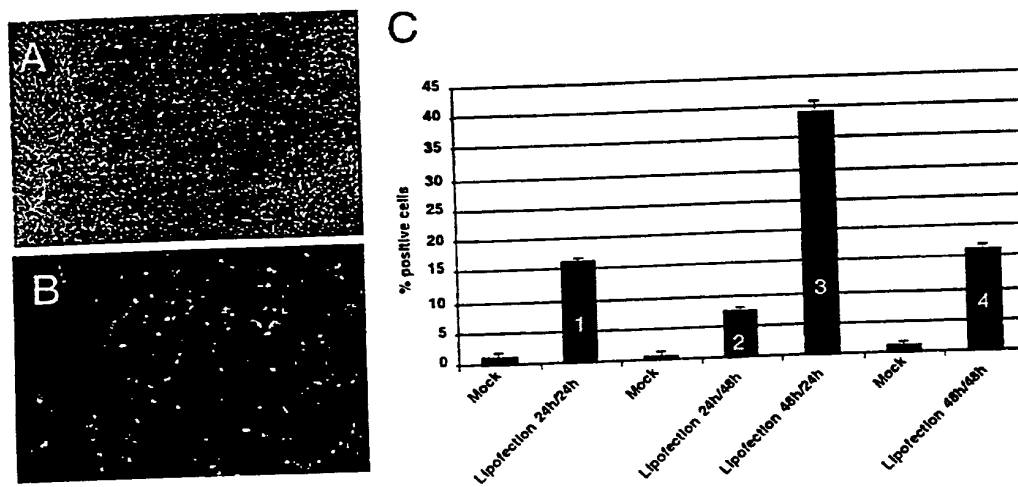 A
B
C
% positive cells
45
40
35
30
25
20
15
10
5
0
1
2
3
4
Mock
Lipofection 24h/24h
Mock
Lipofection 24h/48h
Lipofection 48h/24h
Mock
Lipofection 48h/48h